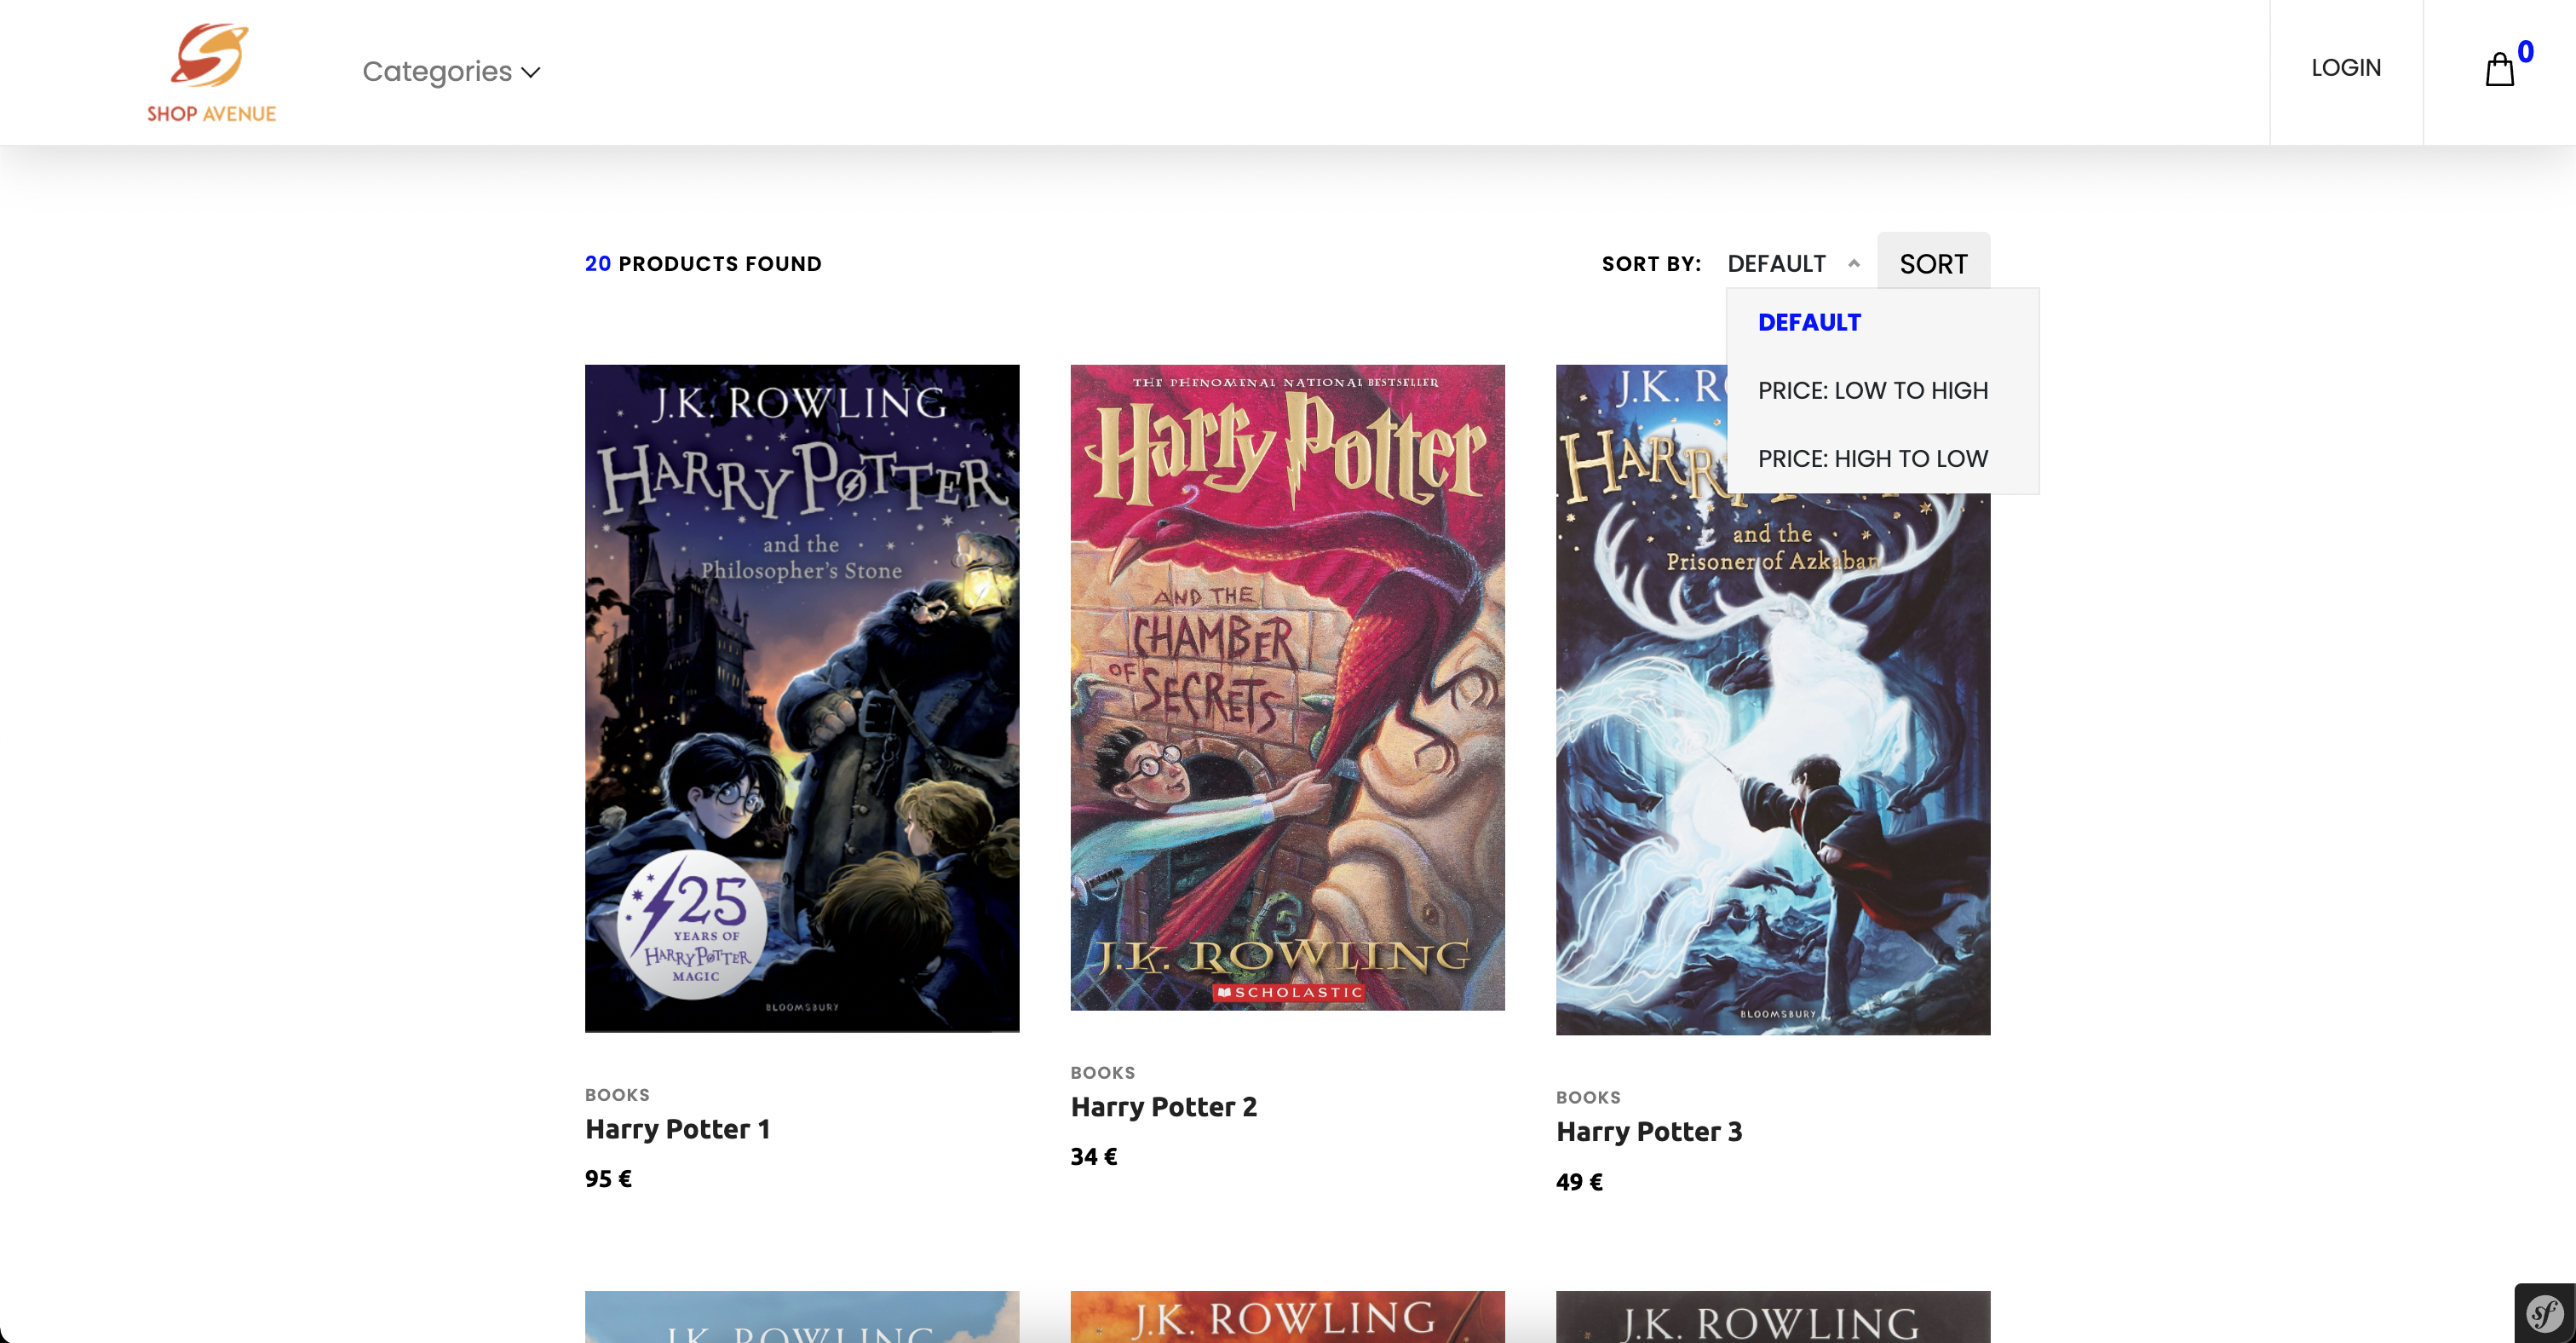 SHOP AVENUE
Categories
LOGIN
0
20 PRODUCTS FOUND
SORT BY:
DEFAULT
SORT
DEFAULT
PRICE: LOW TO HIGH
PRICE: HIGH TO LOW
J.K. ROWLING
HARRY POTTER
and the
Philosopher's Stone
25
YEARS OF
HARRY POTTER
MAGIC
BLOOMSBURY
BOOKS
Harry Potter 1
95 €
THE PHENOMENAL NATIONAL BESTSELLER
Harry Potter
AND THE
CHAMBER
OF SECRETS
J.K. ROWLING
SCHOLASTIC
BOOKS
Harry Potter 2
34 €
J.K. R
HARR
and the
Prisoner of Azkaban
BLOOMSBURY
BOOKS
Harry Potter 3
49 €
J.K. ROWLING
J.K. ROWLING
J.K. ROWLING
sf